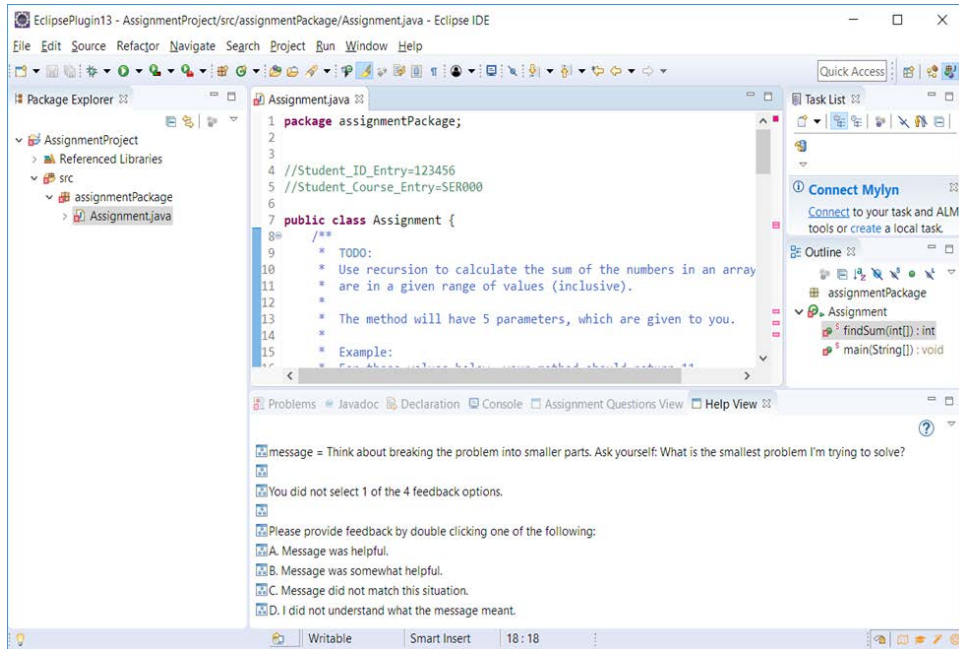 EclipsePlugin13 - AssignmentProject/src/assignmentPackage/Assignment.java - Eclipse IDE
File Edit Source Refactor Navigate Search Project Run Window Help
Quick Access
Package Explorer
AssignmentProject
Referenced Libraries
src
assignmentPackage
Assignment.java
Assignment.java
1 package assignmentPackage;
2
3
4 //Student_ID_Entry=123456
5 //Student_Course_Entry=SER000
6
7 public class Assignment {
8 /**
9 * TODO:
10 * Use recursion to calculate the sum of the numbers in an array
11 * are in a given range of values (inclusive).
12 *
13 * The method will have 5 parameters, which are given to you.
14 *
15 * Example:
Task List
Connect Mylyn
Connect to your task and ALM
tools or create a local task.
Outline
assignmentPackage
Assignment
findSum(int[]) : int
main(String[]) : void
Problems Javadoc Declaration Console Assignment Questions View Help View
message = Think about breaking the problem into smaller parts. Ask yourself: What is the smallest problem I'm trying to solve?
You did not select 1 of the 4 feedback options.
Please provide feedback by double clicking one of the following:
A. Message was helpful.
B. Message was somewhat helpful.
C. Message did not match this situation.
D. I did not understand what the message meant.
Writable Smart Insert 18 : 18